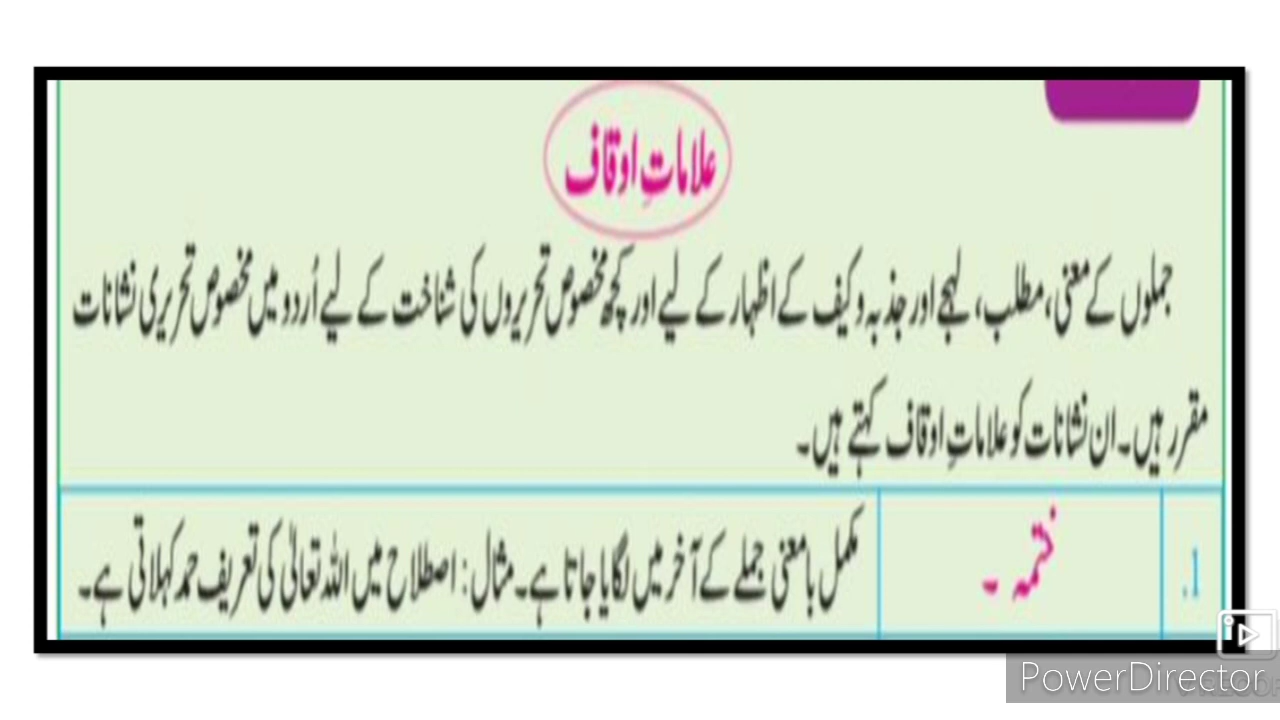 علاماتِ اوقاف
جملوں کے معنی، مطلب، لہجے اور جذبہ و کیف کے اظہار کے لیے اور کچھ مخصوص تحریروں کی شناخت کے لیے اُردو میں مخصوص تحریری نشانات
مقرر ہیں۔ ان نشانات کو علاماتِ اوقاف کہتے ہیں۔
1. ختمہ ۔ مکمل بامعنی جملے کے آخر میں لگایا جاتا ہے۔ مثال: اصطلاح میں اللہ تعالیٰ کی تعریف حمد کہلاتی ہے۔
PowerDirector